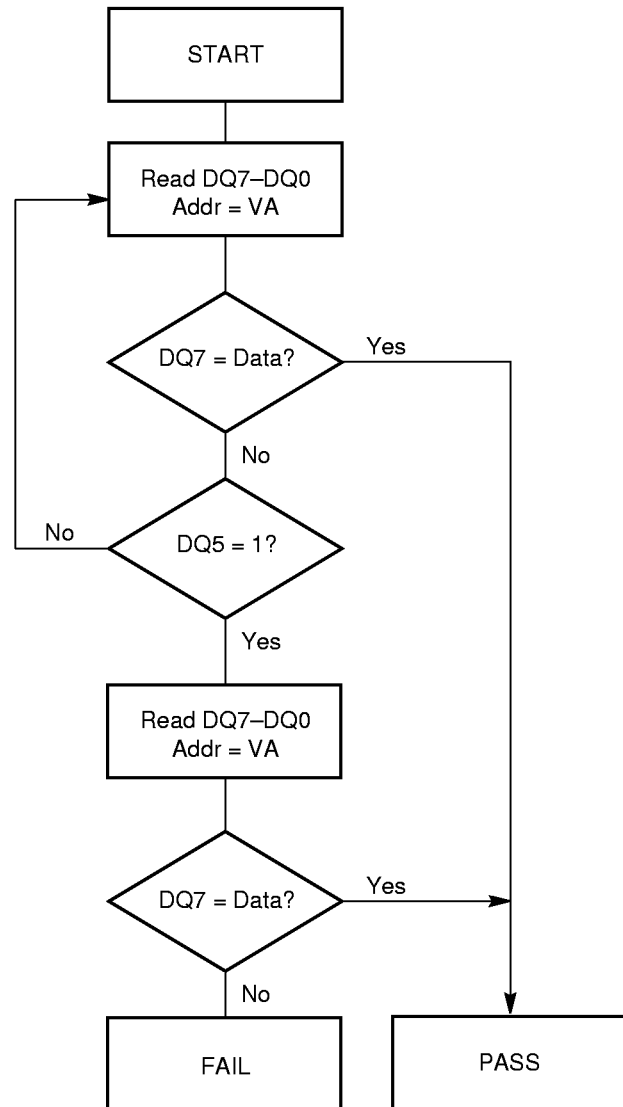 START
Read DQ7–DQ0
Addr = VA
DQ7 = Data?
Yes
No
DQ5 = 1?
No
Yes
Read DQ7–DQ0
Addr = VA
DQ7 = Data?
Yes
No
FAIL
PASS